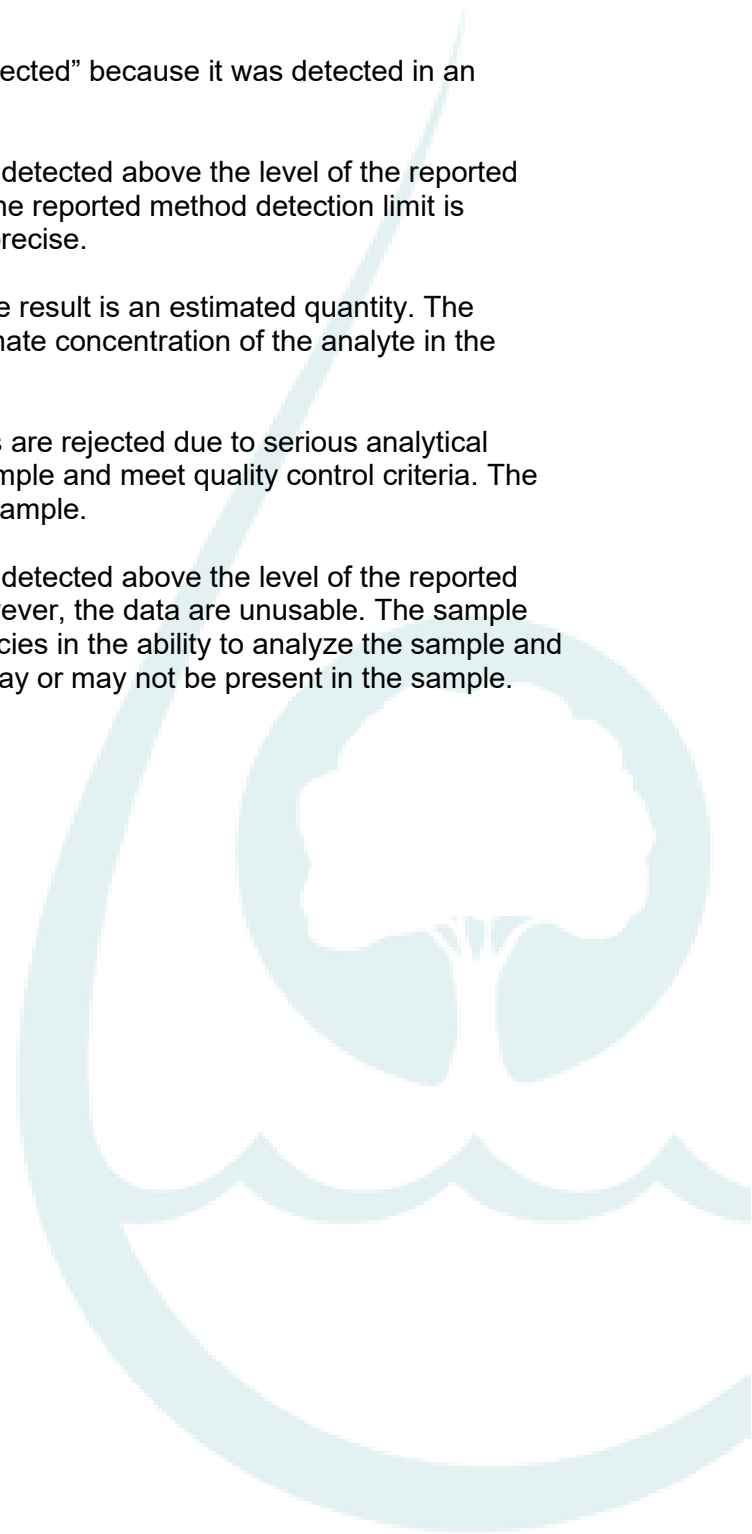 ected” because it was detected in an
detected above the level of the reported
he reported method detection limit is
recise.
e result is an estimated quantity. The
nate concentration of the analyte in the
s are rejected due to serious analytical
mple and meet quality control criteria. The
ample.
detected above the level of the reported
vever, the data are unusable. The sample
cies in the ability to analyze the sample and
ay or may not be present in the sample.